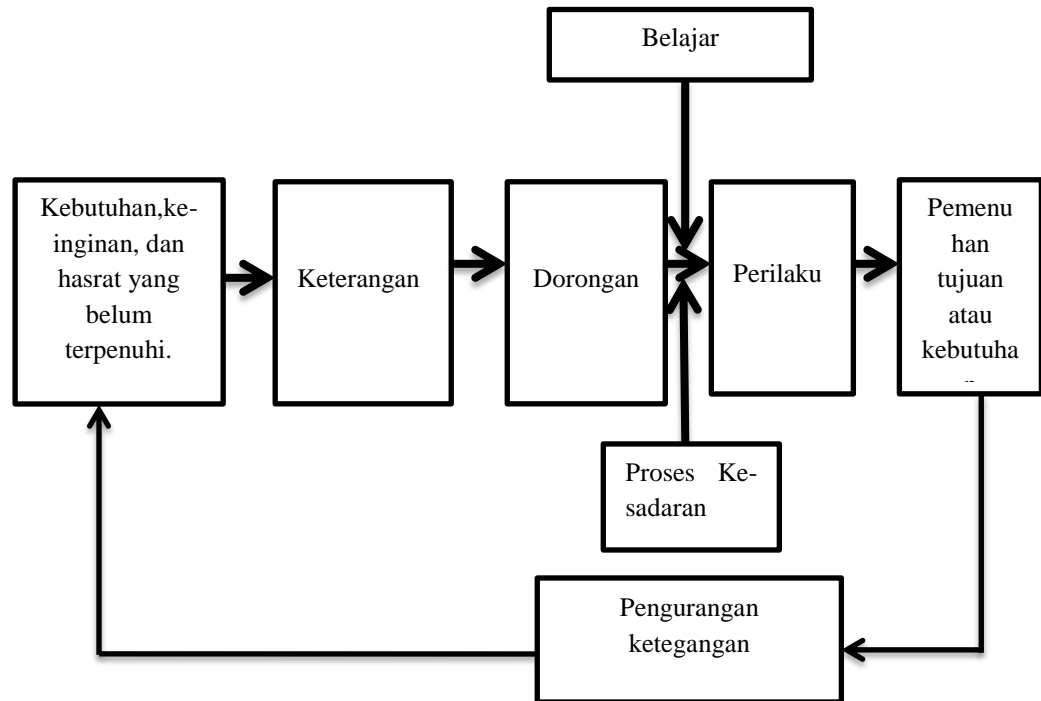 Belajar
Kebutuhan,ke-
inginan, dan
hasrat yang
belum
terpenuhi.
Keterangan
Dorongan
Perilaku
Pemenu
han
tujuan
atau
kebutuha
Proses Ke-
sadaran
Pengurangan
ketegangan